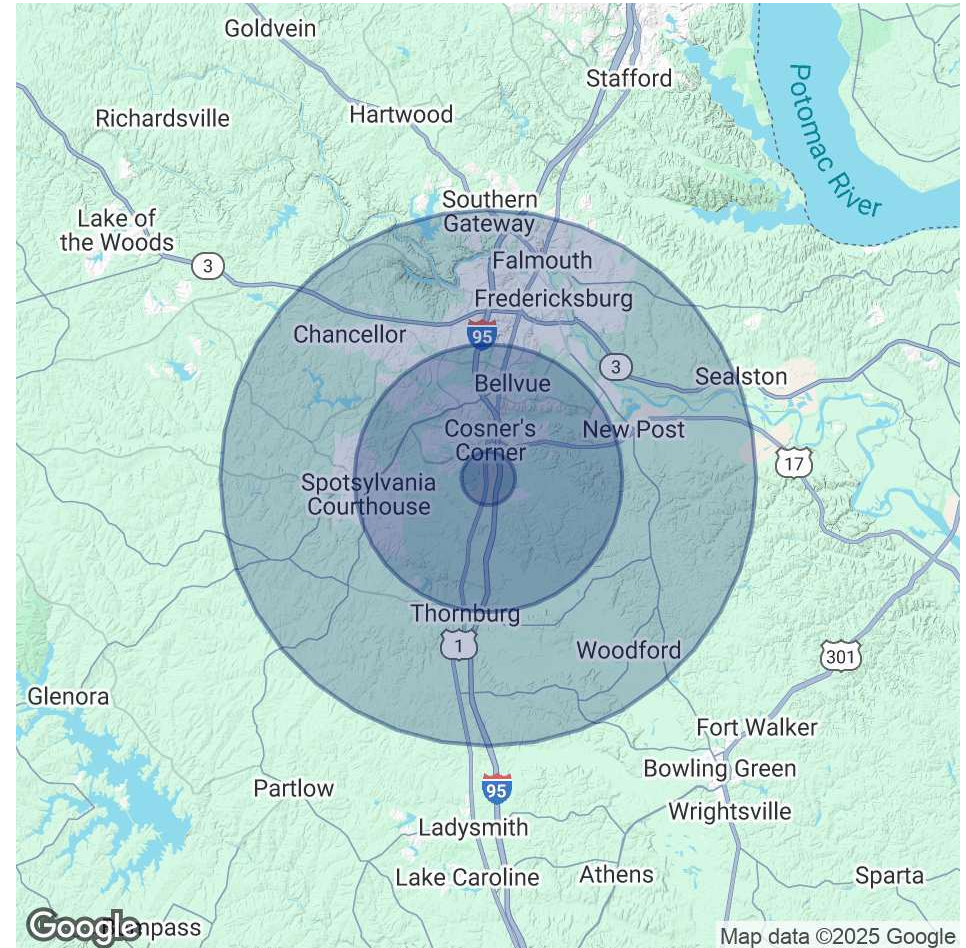 Goldvein
Stafford
Potomac River
Hartwood
Richardsville
Southern
Gateway
Lake of
the Woods
Falmouth
3
Fredericksburg
Chancellor
95
3
Sealston
Bellvue
Cosner's
Corner
New Post
17
Spotsylvania
Courthouse
Thornburg
1
Woodford
301
Glenora
Fort Walker
Bowling Green
95
Partlow
Wrightsville
Ladysmith
Lake Caroline
Athens
Sparta
Google
Map data ©2025 Google